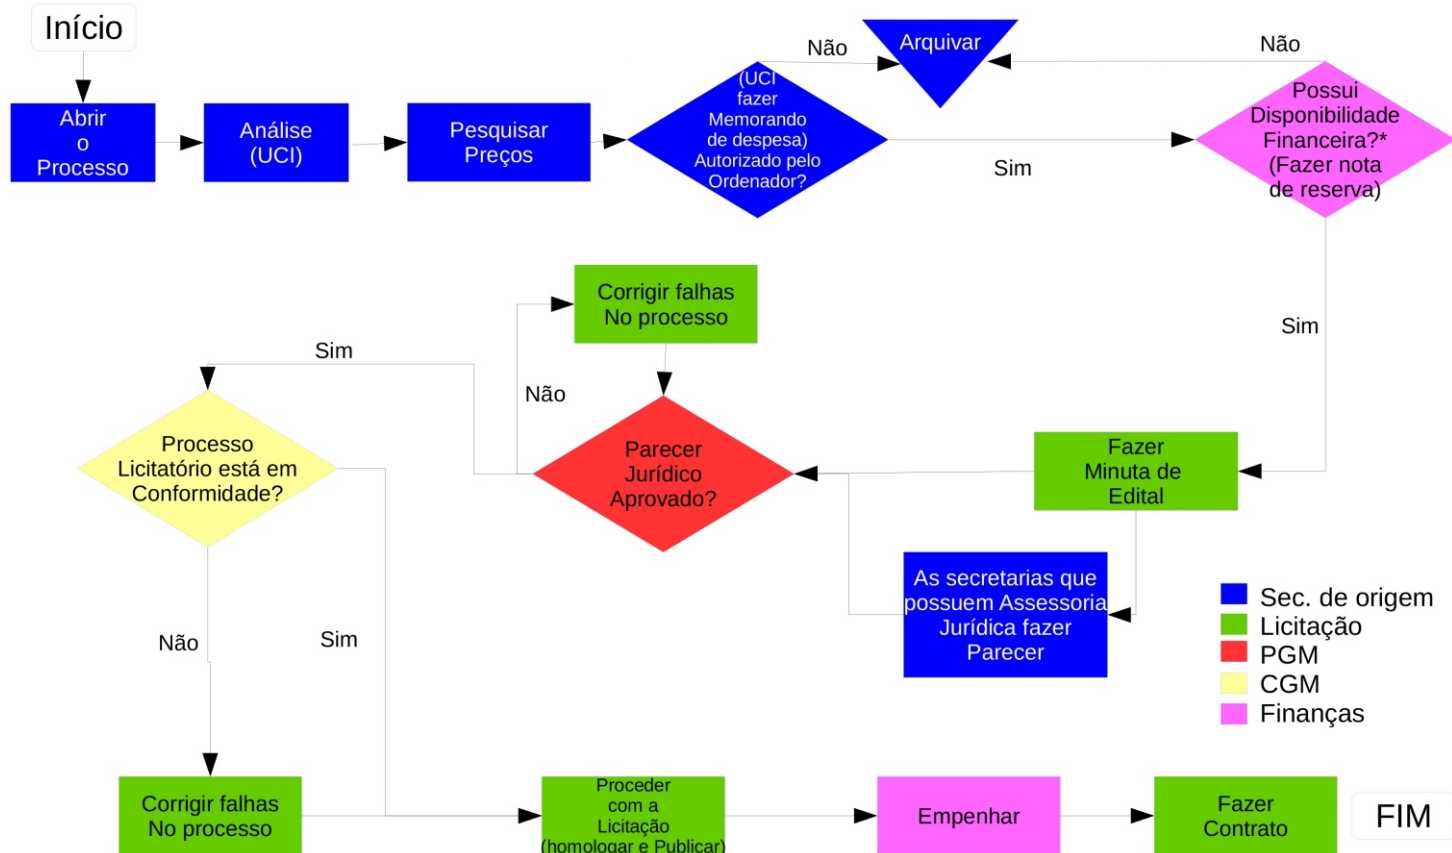 Início
Abrir
o
Processo
Análise
(UCI)
Pesquisar
Preços
(UCI
fazer
Memorando
de despesa)
Autorizado pelo
Ordenador?
Não
Arquivar
Não
Sim
Possui
Disponibilidade
Financeira?*
(Fazer nota
de reserva)
Sim
Corrigir falhas
No processo
Sim
Não
Processo
Licitatório está em
Conformidade?
Parecer
Jurídico
Aprovado?
Fazer
Minuta de
Edital
As secretarias que
possuem Assessoria
Jurídica fazer
Parecer
Sec. de origem
Licitação
PGM
CGM
Finanças
Não
Sim
Corrigir falhas
No processo
Proceder
com a
Licitação
(homologar e Publicar)
Empenhar
Fazer
Contrato
FIM